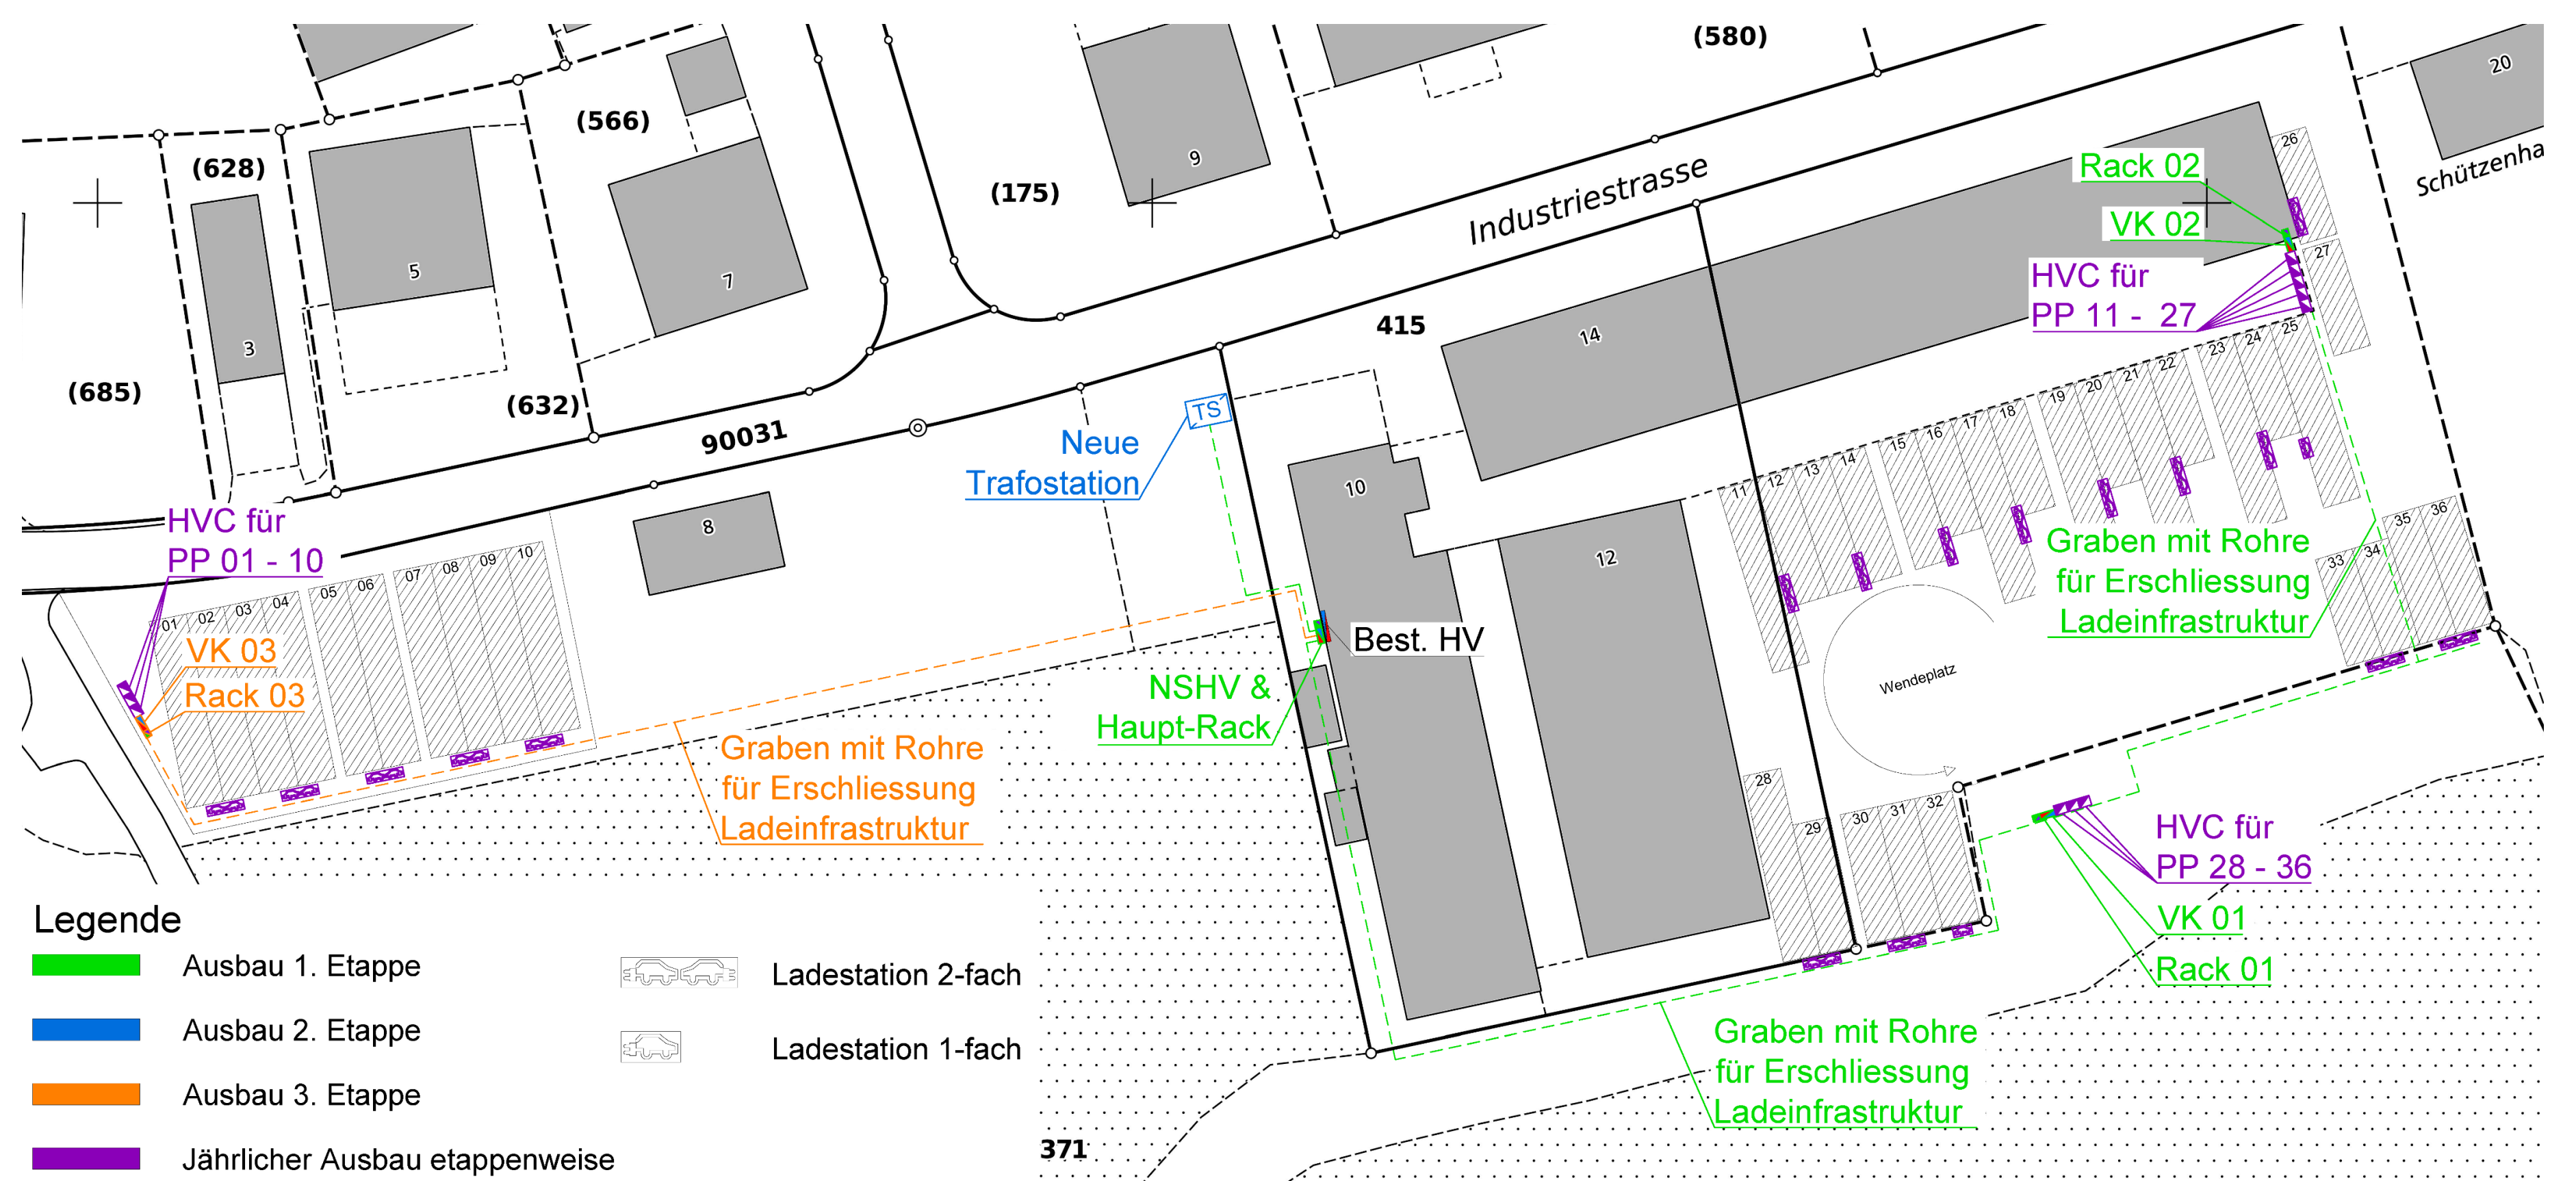 (580)
20
Schützenha
(566)
(628)
9
(175)
Industriestrasse
26
Rack 02
VK 02
27
HVC für
PP 11 - 27
5
7
3
415
14
(685)
(632)
90031
TS
Neue
Trafostation
10
8
12
11
12
13
14
15
16
17
18
19
20
21
22
23
24
25
HVC für
PP 01 - 10
01
02
03
04
05
06
07
08
09
10
VK 03
Rack 03
Graben mit Rohre
für Erschliessung
Ladeinfrastruktur
33
34
35
36
Best. HV
NSHV &
Haupt-Rack
Wendeplatz
Graben mit Rohre
für Erschliessung
Ladeinfrastruktur
28
29
30
31
32
HVC für
PP 28 - 36
VK 01
Rack 01
Graben mit Rohre
für Erschliessung
Ladeinfrastruktur
371
Legende
Ausbau 1. Etappe
Ausbau 2. Etappe
Ausbau 3. Etappe
Jährlicher Ausbau etappenweise
Ladestation 2-fach
Ladestation 1-fach